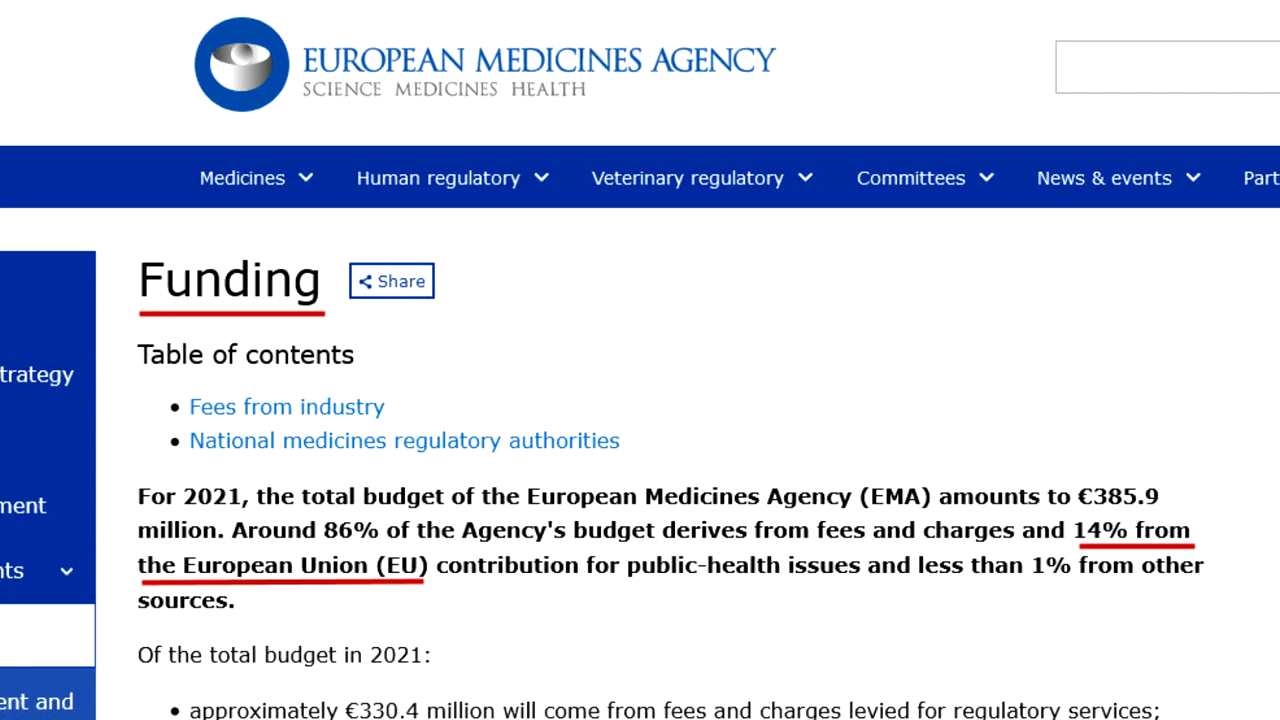 EUROPEAN MEDICINES AGENCY
SCIENCE MEDICINES HEALTH
Medicines Human regulatory Veterinary regulatory Committees News & events Part
Funding
Share
Table of contents
trategy
• Fees from industry
• National medicines regulatory authorities
For 2021, the total budget of the European Medicines Agency (EMA) amounts to €385.9
ment
million. Around 86% of the Agency's budget derives from fees and charges and 14% from
the European Union (EU) contribution for public-health issues and less than 1% from other
nts
sources.
Of the total budget in 2021:
ent and
• approximately €330.4 million will come from fees and charges levied for regulatory services;